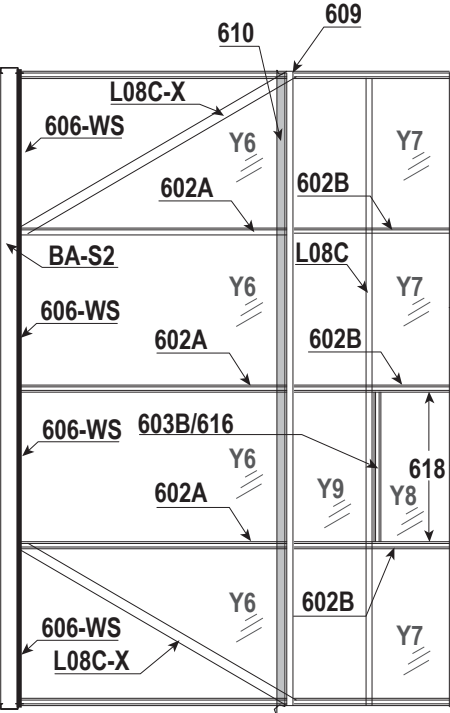 609
610
L08C-X
606-WS
Y6
Y7
602A
602B
BA-S2
L08C
Y6
Y7
606-WS
602A
602B
603B/616
606-WS
Y6
618
Y9
Y8
602A
Y6
602B
606-WS
Y7
L08C-X